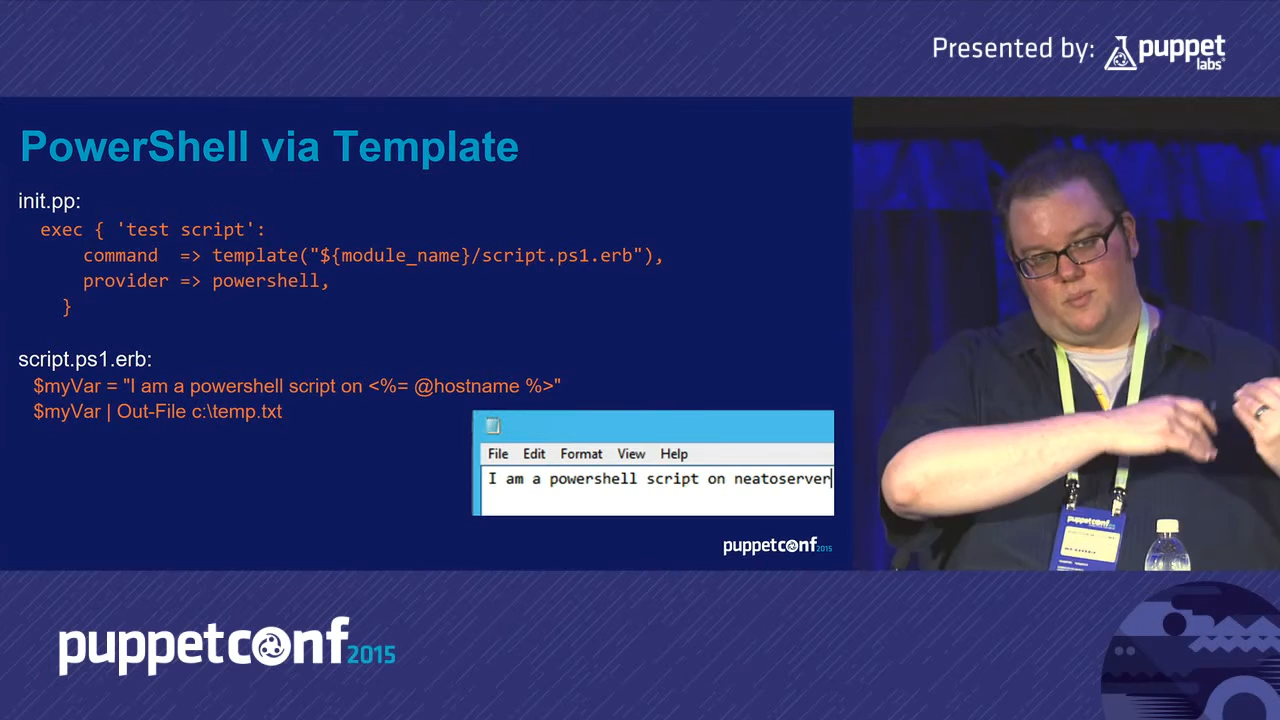 Presented by: puppet labs
PowerShell via Template
init.pp:
exec { 'test script':
command => template("${module_name}/script.ps1.erb"),
provider => powershell,
}
script.ps1.erb:
$myVar = "I am a powershell script on <%= @hostname %>"
$myVar | Out-File c:\temp.txt
File Edit Format View Help
I am a powershell script on neatoserver
puppetconf 2015
puppetconf
puppetconf 2015